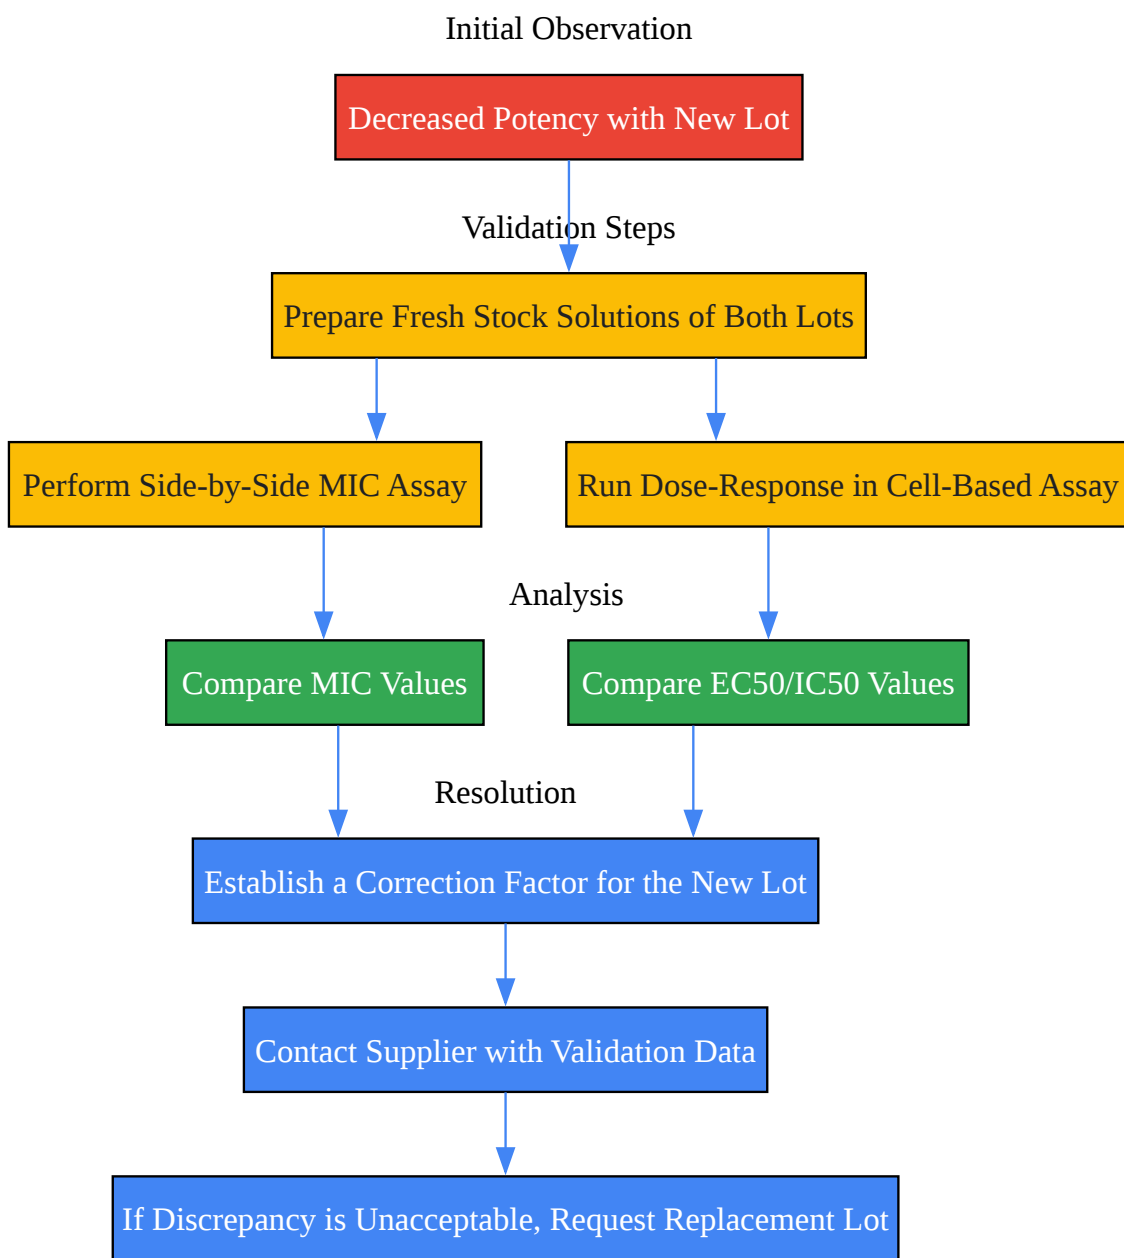 Initial Observation
Decreased Potency with New Lot
Validation Steps
Prepare Fresh Stock Solutions of Both Lots
Perform Side-by-Side MIC Assay
Run Dose-Response in Cell-Based Assay
Analysis
Compare MIC Values
Compare EC50/IC50 Values
Resolution
Establish a Correction Factor for the New Lot
Contact Supplier with Validation Data
If Discrepancy is Unacceptable, Request Replacement Lot